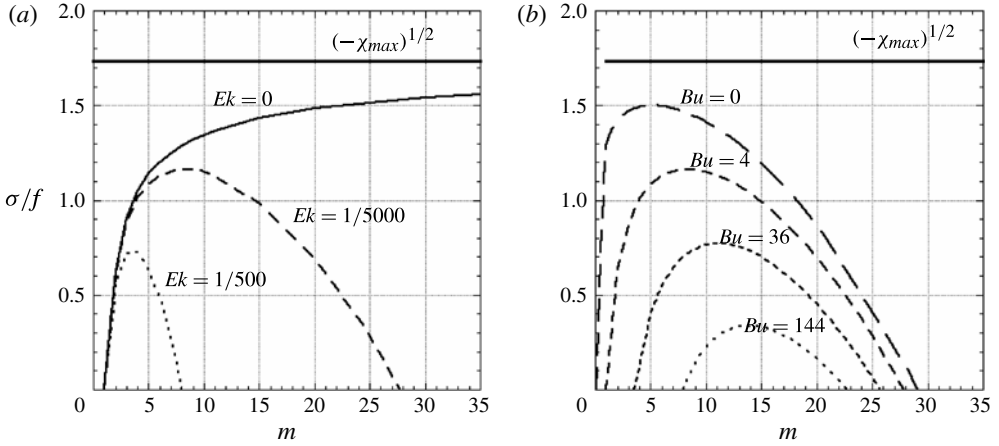 (a)
2.0
1.5
1.0
0.5
σ/f
(−χmax)1/2
Ek = 0
Ek = 1/5000
Ek = 1/500
0 5 10 15 20 25 30 35
m
(b)
2.0
1.5
1.0
0.5
(−χmax)1/2
Bu = 0
Bu = 4
Bu = 36
Bu = 144
0 5 10 15 20 25 30 35
m